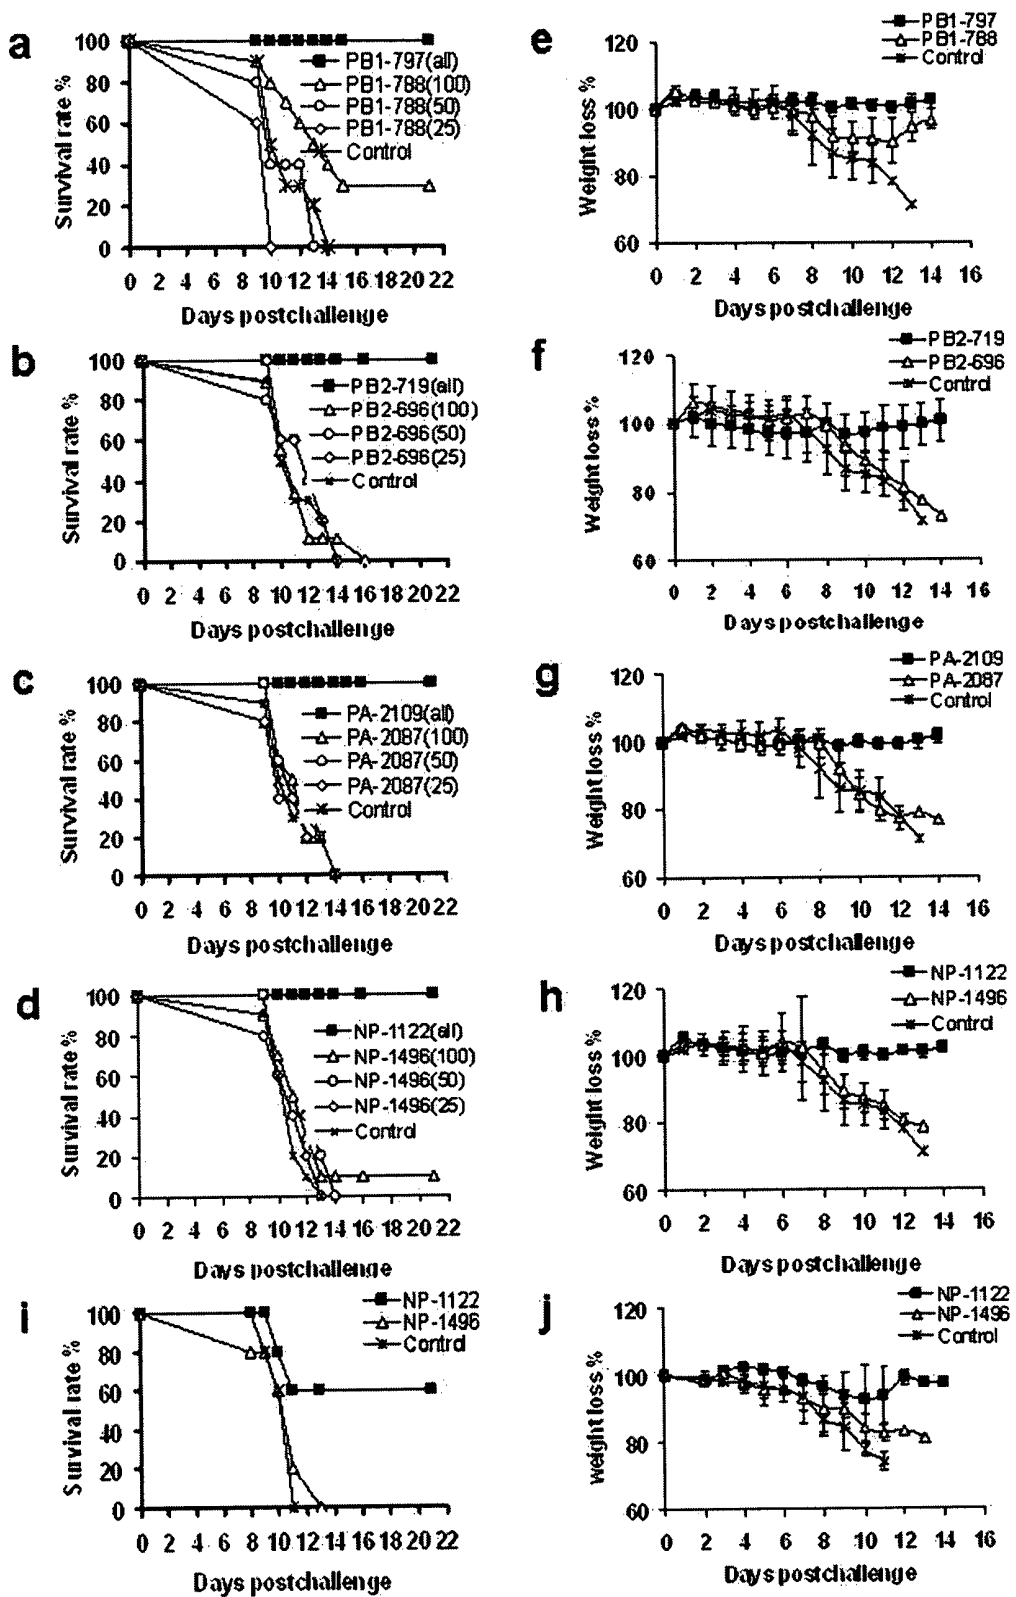 a
100
80
60
40
20
0
Survival rate %
PB1-797(all)
PB1-788(100)
PB1-788(50)
PB1-788(25)
Control
0 2 4 6 8 10 12 14 16 18 20 22
Days postchallenge
e
120
100
80
60
Weight loss %
PB1-797
PB1-788
Control
0 2 4 6 8 10 12 14 16
Days postchallenge
b
100
80
60
40
20
0
Survival rate %
PB2-719(all)
PB2-696(100)
PB2-696(50)
PB2-696(25)
Control
0 2 4 6 8 10 12 14 16 18 20 22
Days postchallenge
f
120
100
80
60
Weight loss %
PB2-719
PB2-696
Control
0 2 4 6 8 10 12 14 16
Days postchallenge
c
100
80
60
40
20
0
Survival rate %
PA-2109(all)
PA-2087(100)
PA-2087(50)
PA-2087(25)
Control
0 2 4 6 8 10 12 14 16 18 20 22
Days postchallenge
g
120
100
80
60
Weight loss %
PA-2109
PA-2087
Control
0 2 4 6 8 10 12 14 16
Days postchallenge
d
100
80
60
40
20
0
Survival rate %
NP-1122(all)
NP-1496(100)
NP-1496(50)
NP-1496(25)
Control
0 2 4 6 8 10 12 14 16 18 20 22
Days postchallenge
h
120
100
80
60
Weight loss %
NP-1122
NP-1496
Control
0 2 4 6 8 10 12 14 16
Days postchallenge
i
100
80
60
40
20
0
Survival rate %
NP-1122
NP-1496
Control
0 2 4 6 8 10 12 14 16 18 20 22
Days postchallenge
j
120
100
80
60
weight loss %
NP-1122
NP-1496
Control
0 2 4 6 8 10 12 14 16
Days postchallenge